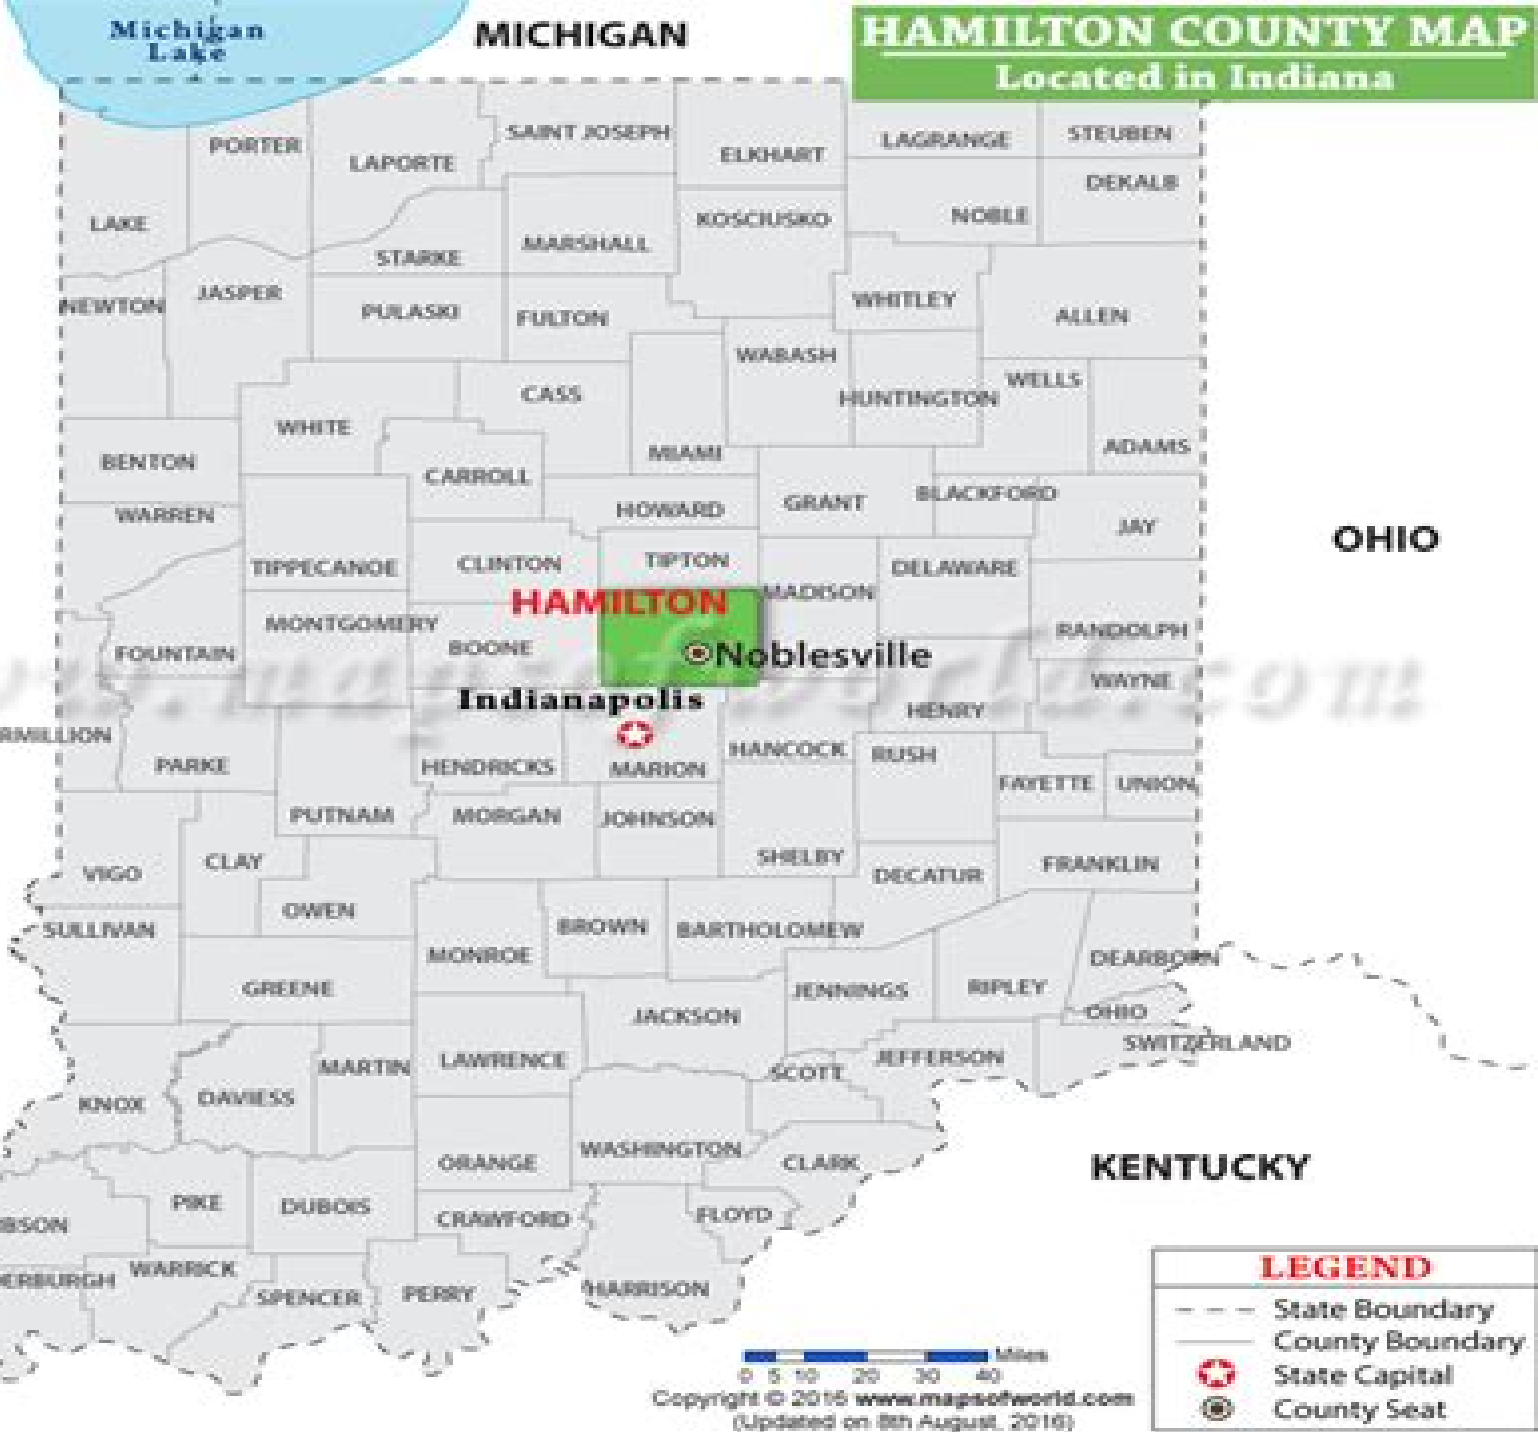 Michigan
Lake
MICHIGAN
HAMILTON COUNTY MAP
Located in Indiana
SAINT JOSEPH
STEUBEN
LAGRANGE
PORTER
ELKHART
LAPORTE
DEKALB
NOBLE
KOSCIUSKO
LAKE
MARSHALL
STARKE
JASPER
WHITLEY
NEWTON
PULASKI
FULTON
ALLEN
WABASH
WELLS
CASS
HUNTINGTON
WHITE
ADAMS
MIAMI
BENTON
CARROLL
BLACKFORD
GRANT
HOWARD
WARREN
JAY
OHIO
TIPTON
CLINTON
TIPPECANOE
DELAWARE
MADISON
HAMILTON
MONTGOMERY
RANDOLPH
BOONE
FOUNTAIN
Noblesville
WAYNE
Indianapolis
HENRY
RMILLION
HANCOCK
RUSH
PARKE
HENDRICKS
MARION
FAYETTE
UNION
PUTNAM
MORGAN
JOHNSON
SHELBY
CLAY
FRANKLIN
VIGO
DECATUR
OWEN
BROWN
BARTHOLOMEW
SULLIVAN
MONROE
DEARBORN
GREENE
JENNINGS
RIPLEY
OHIO
JACKSON
SWITZERLAND
LAWRENCE
JEFFERSON
MARTIN
SCOTT
DAVIESS
KNOX
WASHINGTON
ORANGE
CLARK
KENTUCKY
PIKE
DUBOIS
FLOYD
CRAWFORD
BSON
WARRICK
ERBURGH
HARRISON
SPENCER
PERRY
LEGEND
State Boundary
County Boundary
State Capital
County Seat
Miles
0 5 10 20 30 40
Copyright © 2016 www.mapsofworld.com
(Updated on 8th August, 2016)